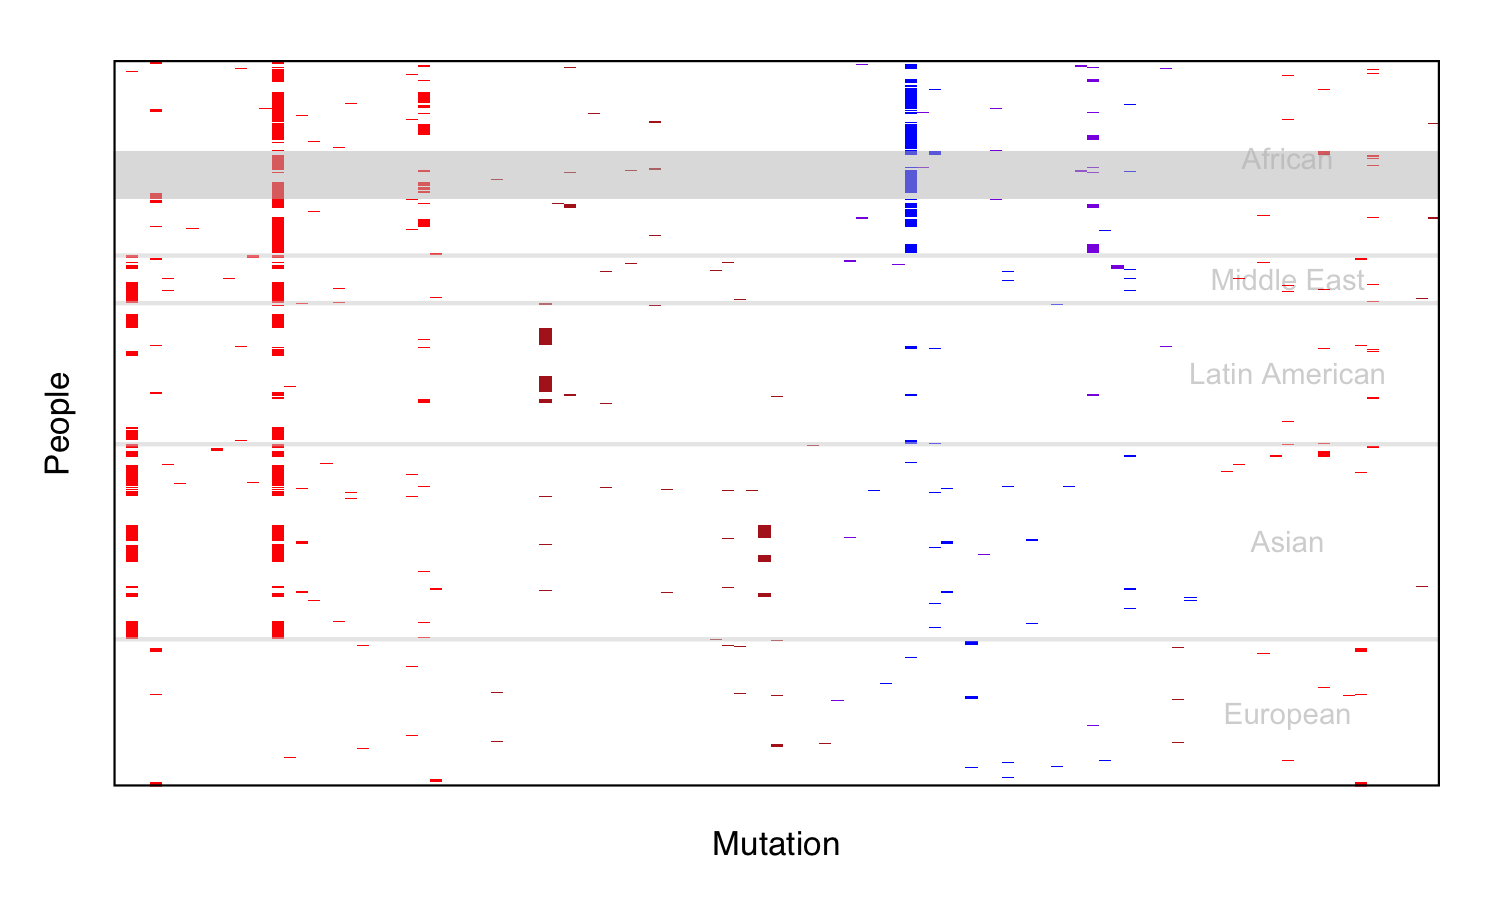 African
Middle East
Latin American
Asian
European
People
Mutation